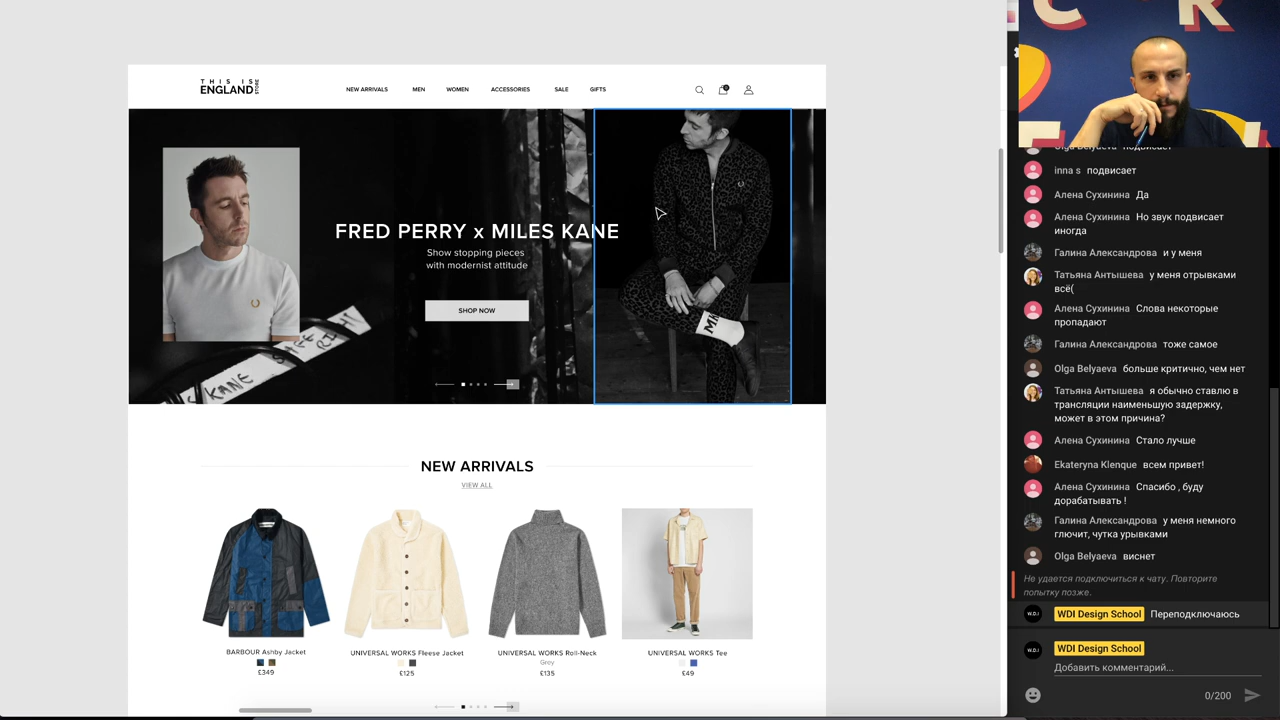 THIS IS
ENGLAND
STORE
NEW ARRIVALS
MEN
WOMEN
ACCESSORIES
SALE
GIFTS
0
FRED PERRY x MILES KANE
Show stopping pieces
with modernist attitude
SHOP NOW
KANE
NEW ARRIVALS
VIEW ALL
BARBOUR Ashby Jacket
£349
UNIVERSAL WORKS Fleese Jacket
£125
UNIVERSAL WORKS Roll-Neck
Grey
£135
UNIVERSAL WORKS Tee
£49
Olga Belyaeva подвисает
inna s подвисает
Алена Сухинина Да
Алена Сухинина Но звук подвисает
иногда
Галина Александрова и у меня
Татьяна Антышева у меня отрывками
всё(
Алена Сухинина Слова некоторые
пропадают
Галина Александрова тоже самое
Olga Belyaeva больше критично, чем нет
Татьяна Антышева я обычно ставлю в
трансляции наименьшую задержку,
может в этом причина?
Алена Сухинина Стало лучше
Ekateryna Klenque всем привет!
Алена Сухинина Спасибо , буду
дорабатывать !
Галина Александрова у меня немного
глючит, чутка урывками
Olga Belyaeva виснет
Не удается подключиться к чату. Повторите
попытку позже.
W.D.I WDI Design School Переподключаюсь
W.D.I WDI Design School
Добавить комментарий...
0/200